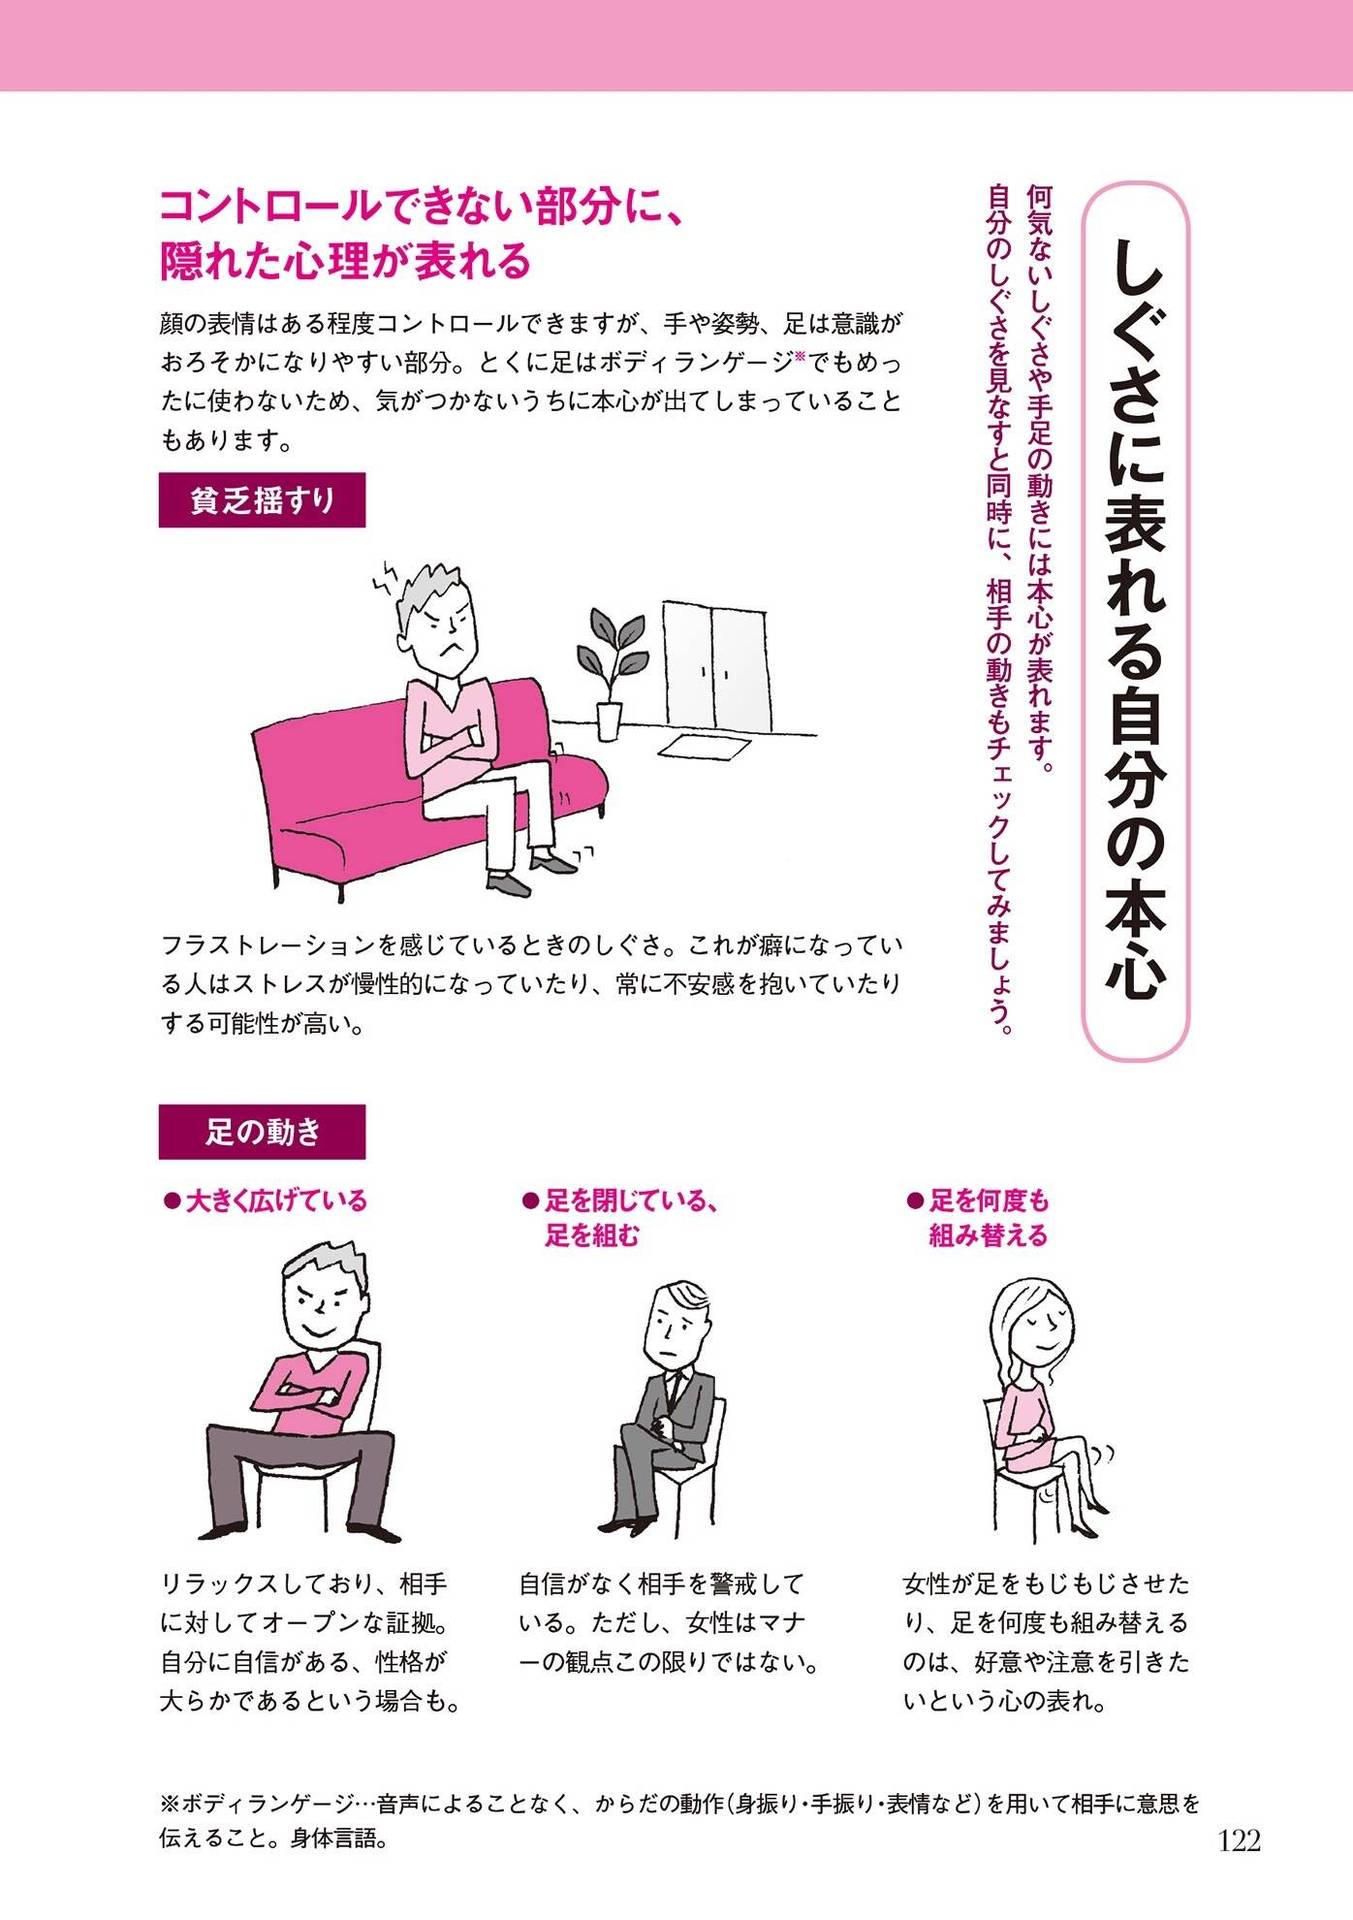 しぐさに表れる自分の本心
何気ないしぐさや手足の動きには本心が表れます。
自分のしぐさを見なすと同時に、相手の動きもチェックしてみましょう。
コントロールできない部分に、
隠れた心理が表れる
顔の表情はある程度コントロールできますが、手や姿勢、足は意識が
おろそかになりやすい部分。とくに足はボディランゲージ※でもめっ
たに使わないため、気がつかないうちに本心が出てしまっていること
もあります。
貧乏揺すり
フラストレーションを感じているときのしぐさ。これが癖になってい
る人はストレスが慢性的になっていたり、常に不安感を抱いていたり
する可能性が高い。
足の動き
●大きく広げている
リラックスしており、相手
に対してオープンな証拠。
自分に自信がある、性格が
大らかであるという場合も。
●足を閉じている、
足を組む
自信がなく相手を警戒して
いる。ただし、女性はマナ
ーの観点この限りではない。
●足を何度も
組み替える
女性が足をもじもじさせた
り、足を何度も組み替える
のは、好意や注意を引きた
いという心の表れ。
※ボディランゲージ…音声によることなく、からだの動作（身振り・手振り・表情など）を用いて相手に意思を
伝えること。身体言語。
122